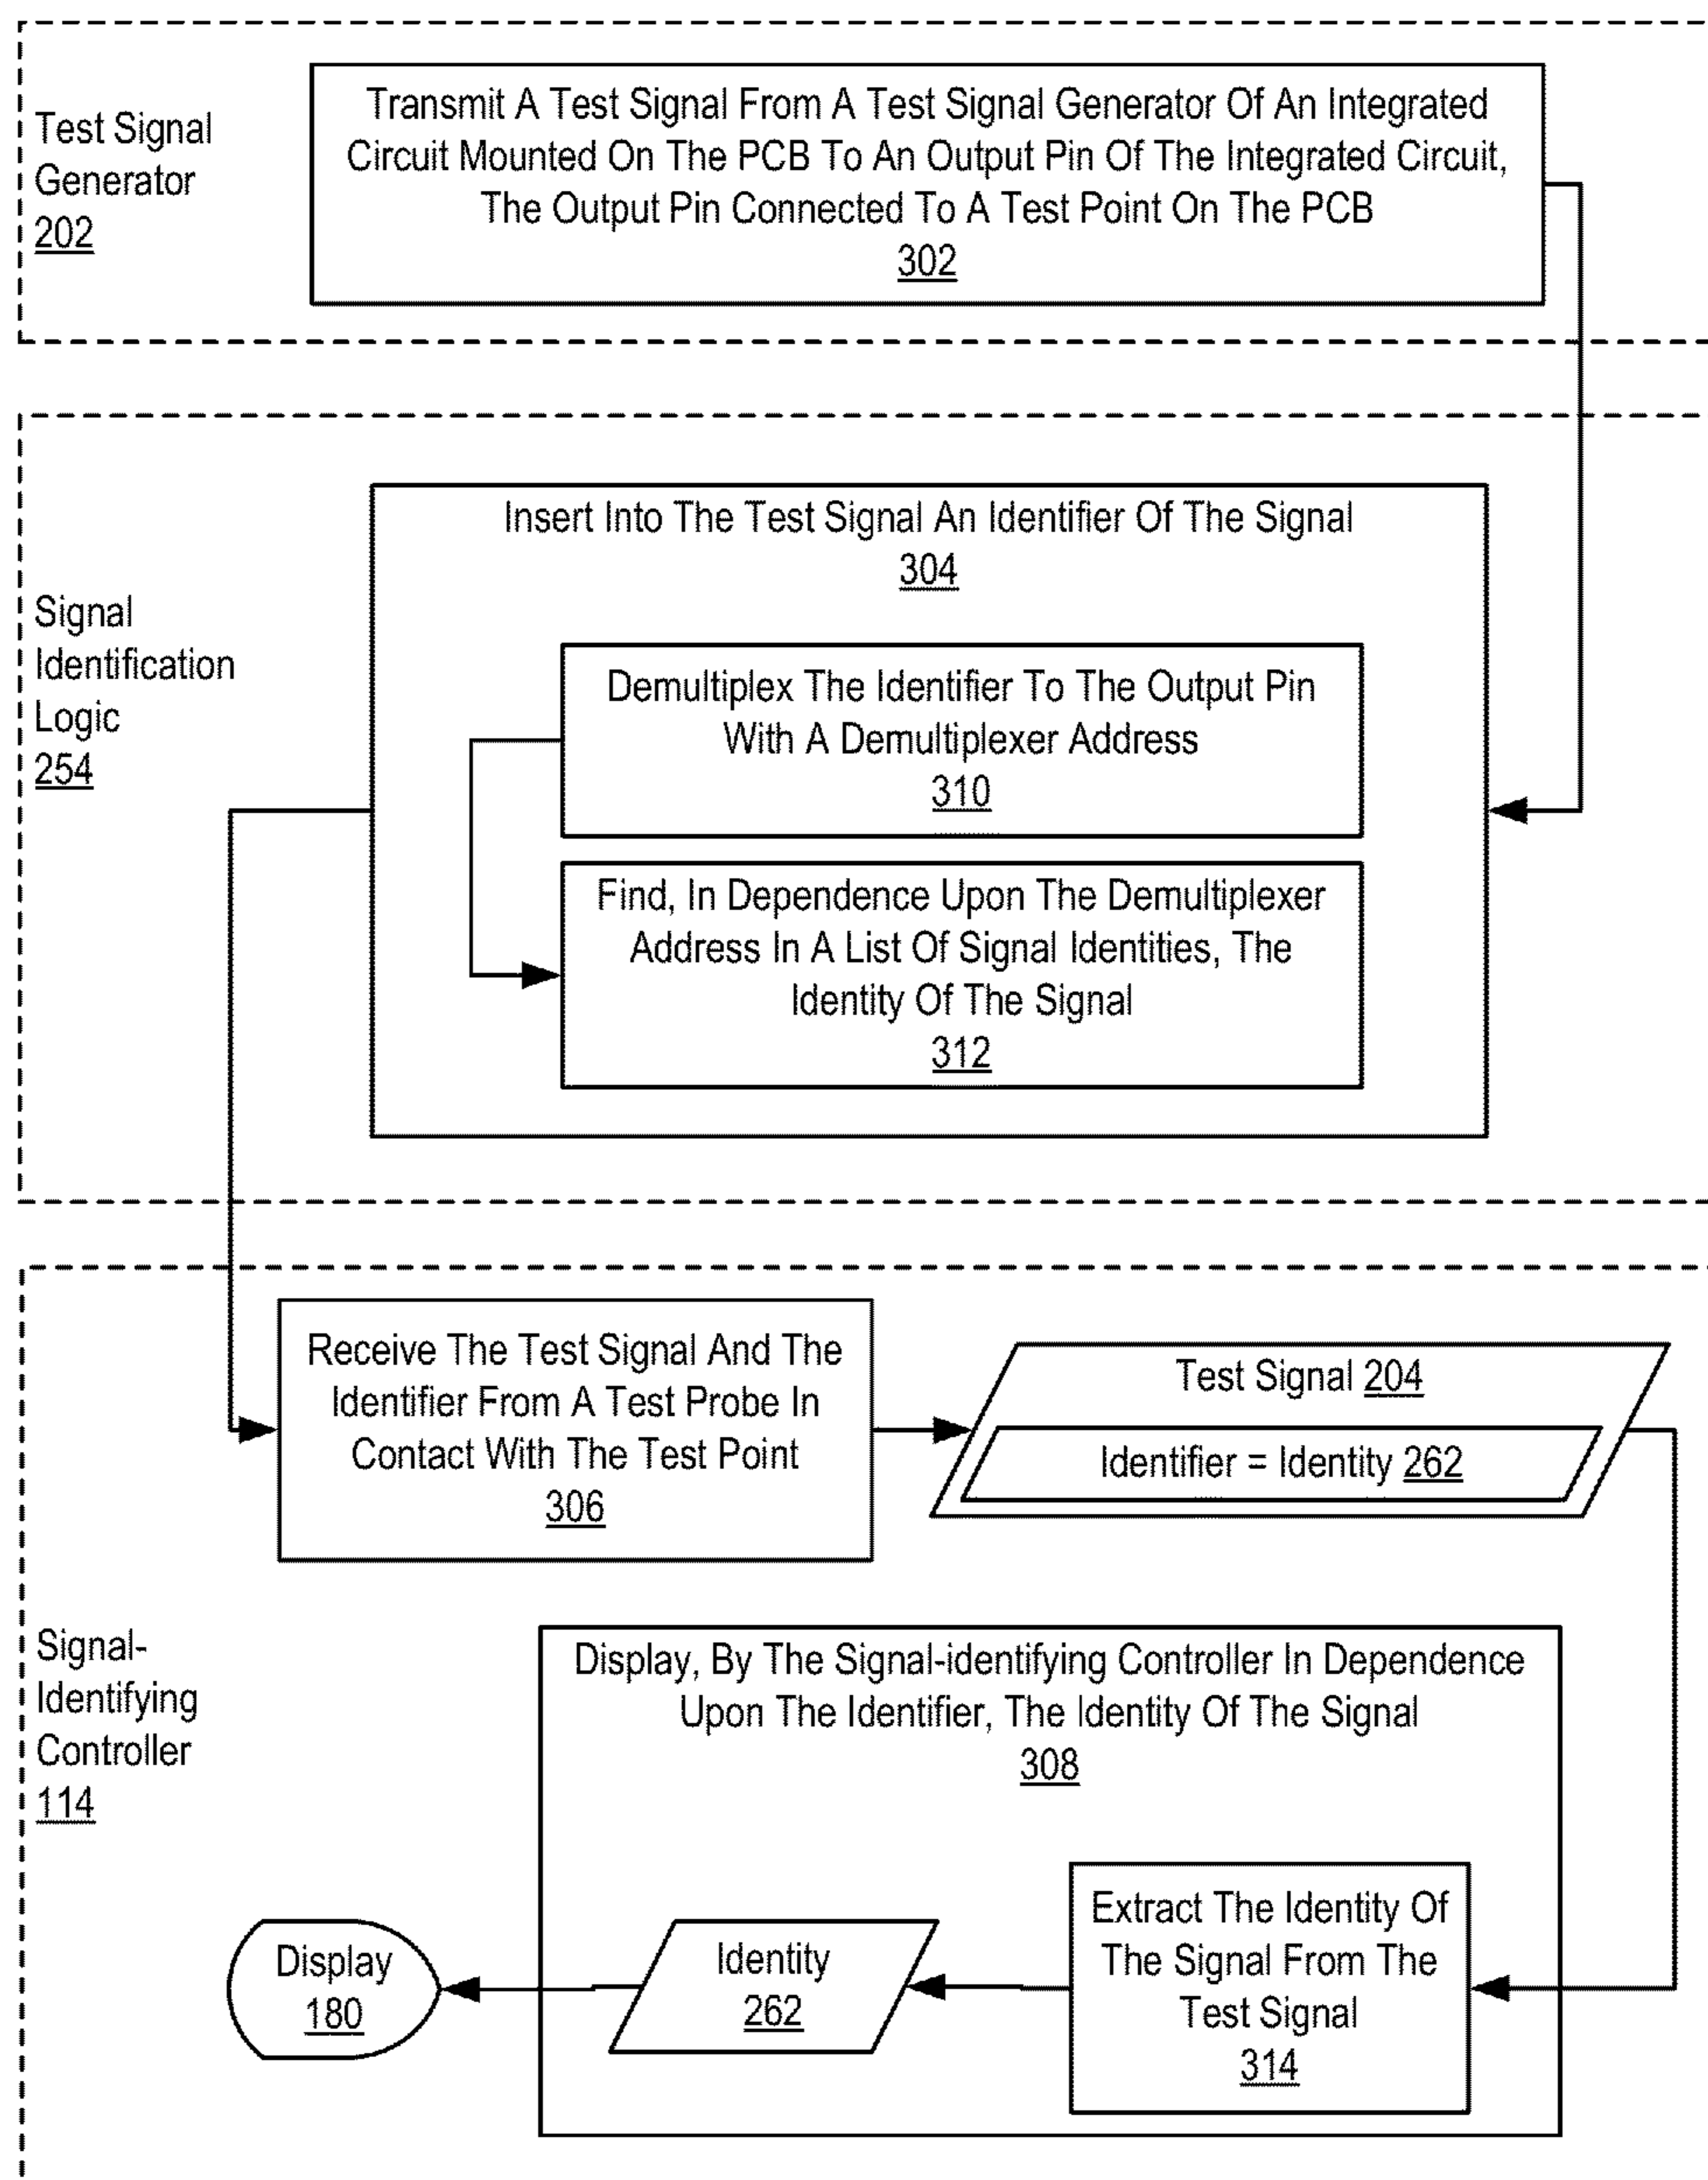 Test Signal
Generator
202
Transmit A Test Signal From A Test Signal Generator Of An Integrated
Circuit Mounted On The PCB To An Output Pin Of The Integrated Circuit,
The Output Pin Connected To A Test Point On The PCB
302
Signal
Identification
Logic
254
Insert Into The Test Signal An Identifier Of The Signal
304
Demultiplex The Identifier To The Output Pin
With A Demultiplexer Address
310
Find, In Dependence Upon The Demultiplexer
Address In A List Of Signal Identities, The
Identity Of The Signal
312
Receive The Test Signal And The
Identifier From A Test Probe In
Contact With The Test Point
306
Test Signal 204
Identifier = Identity 262
Signal-
Identifying
Controller
114
Display, By The Signal-identifying Controller In Dependence
Upon The Identifier, The Identity Of The Signal
308
Extract The Identity Of
The Signal From The
Test Signal
314
Identity
262
Display
180